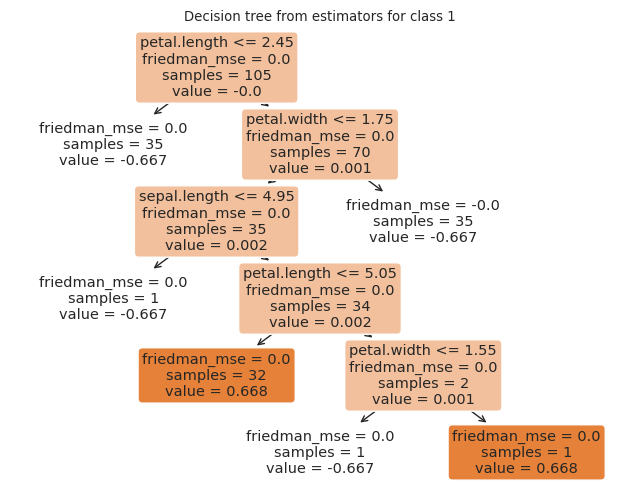 Decision tree from estimators for class 1
petal.length <= 2.45
friedman_mse = 0.0
samples = 105
value = -0.0
friedman_mse = 0.0
samples = 35
value = -0.667
petal.width <= 1.75
friedman_mse = 0.0
samples = 70
value = 0.001
sepal.length <= 4.95
friedman_mse = 0.0
samples = 35
value = 0.002
friedman_mse = -0.0
samples = 35
value = -0.667
friedman_mse = 0.0
samples = 1
value = -0.667
petal.length <= 5.05
friedman_mse = 0.0
samples = 34
value = 0.002
friedman_mse = 0.0
samples = 32
value = 0.668
petal.width <= 1.55
friedman_mse = 0.0
samples = 2
value = 0.001
friedman_mse = 0.0
samples = 1
value = -0.667
friedman_mse = 0.0
samples = 1
value = 0.668